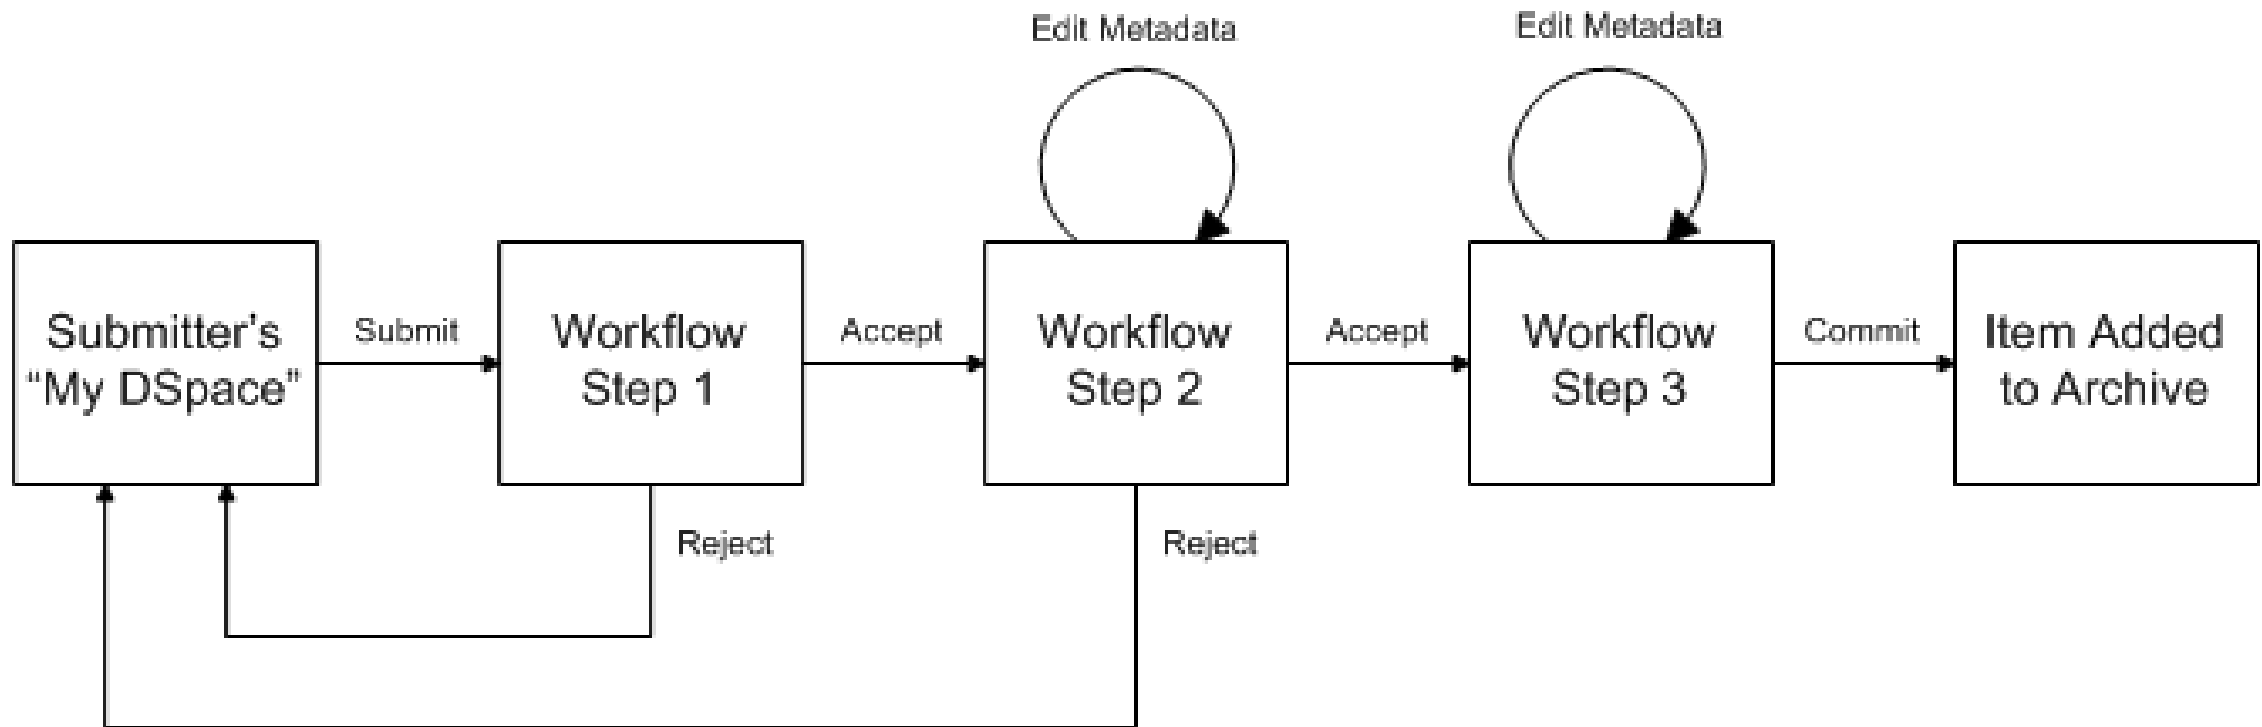 Edit Metadata
Edit Metadata
Submitter's
“My DSpace”
Submit
Workflow
Step 1
Accept
Workflow
Step 2
Accept
Workflow
Step 3
Commit
Item Added
to Archive
Reject
Reject